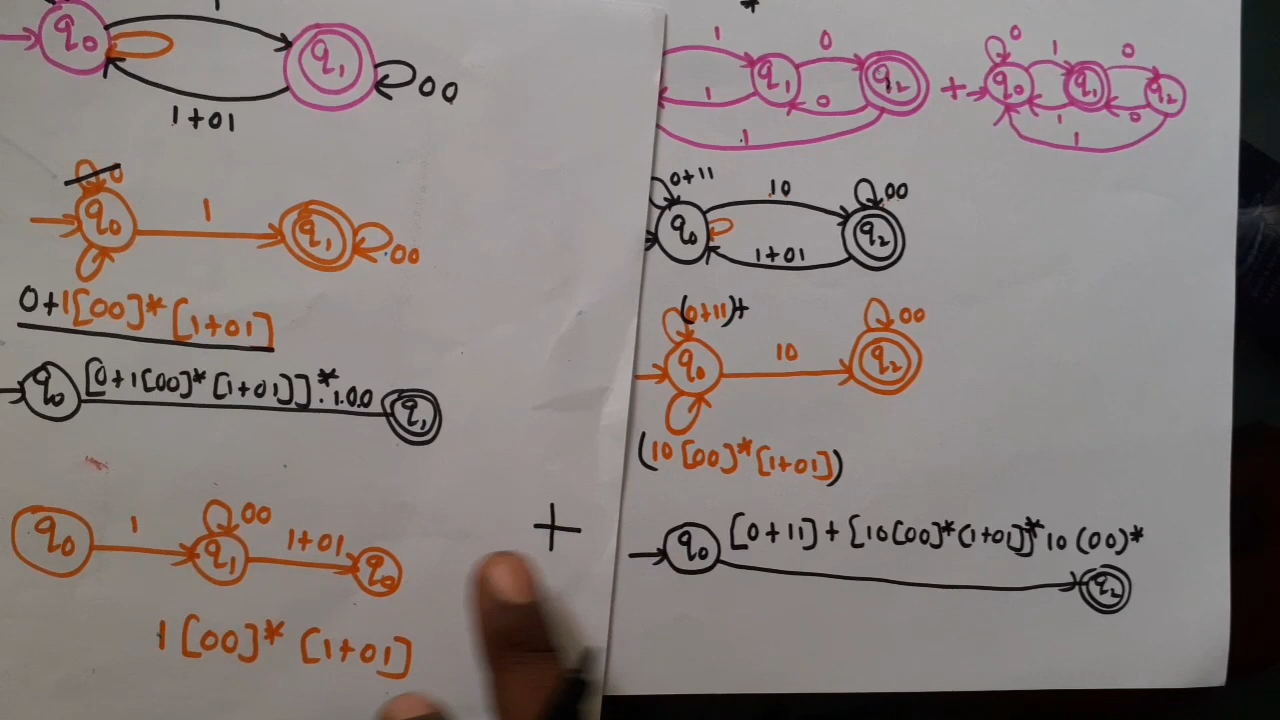 q₀ q₁ 00
1+01
0
q₀ 1 q₁ 00
0+1[00]*[1+01]
q₀ [0+1[00]*[1+01]]*.1.00 q₁
q₀ 1 q₁ 00 1+01 q₀
1[00]*[1+01]
+
*
1 q₁ 0 q₂
1 0
1
+ q₀ 0 1 q₁ 0 q₂
1 0
1
0+11 10 00
q₀ q₂
1+01
(0+11)+ 00
q₀ 10 q₂
(10[00]*[1+01])
q₀ [0+11]+[10[00]*(1+01]]*10(00)*
q₂